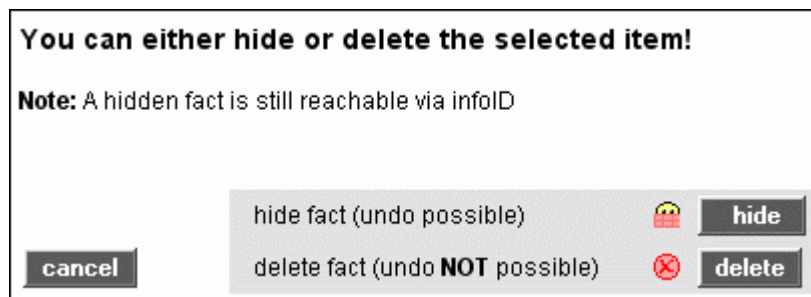 You can either hide or delete the selected item!
Note: A hidden fact is still reachable via infoID
hide fact (undo possible) hide
cancel delete fact (undo NOT possible) delete